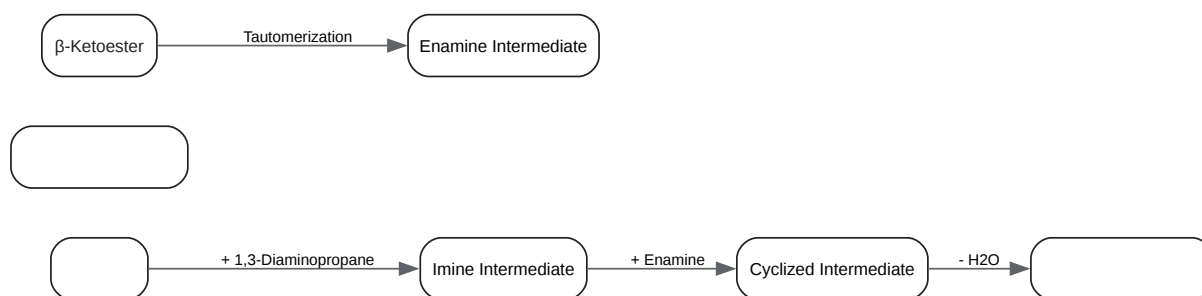 Tautomerization
β-Ketoester
Enamine Intermediate
+ 1,3-Diaminopropane
+ Enamine
- H2O
Imine Intermediate
Cyclized Intermediate